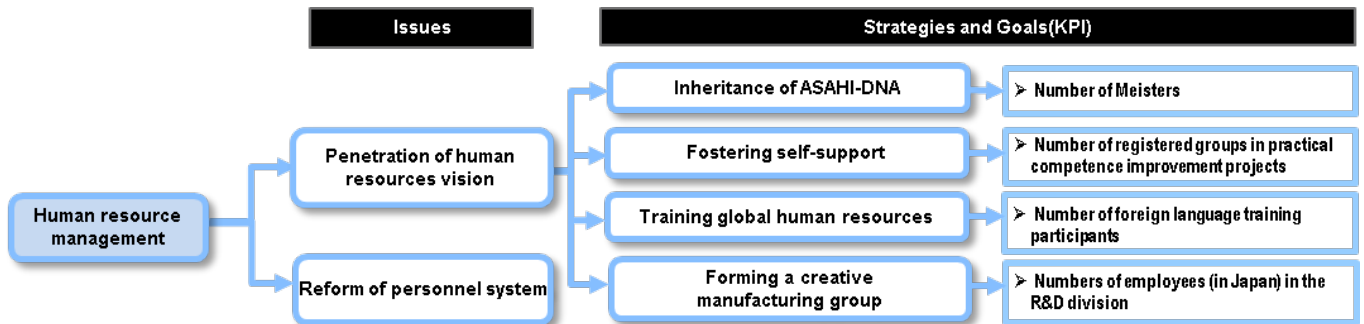 Issues
Strategies and Goals(KPI)
Inheritance of ASAHI-DNA
➢ Number of Meisters
Penetration of human
resources vision
Fostering self-support
➢ Number of registered groups in practical
competence improvement projects
Human resource
management
Training global human resources
➢ Number of foreign language training
participants
Reform of personnel system
Forming a creative
manufacturing group
➢ Numbers of employees (in Japan) in the
R&D division